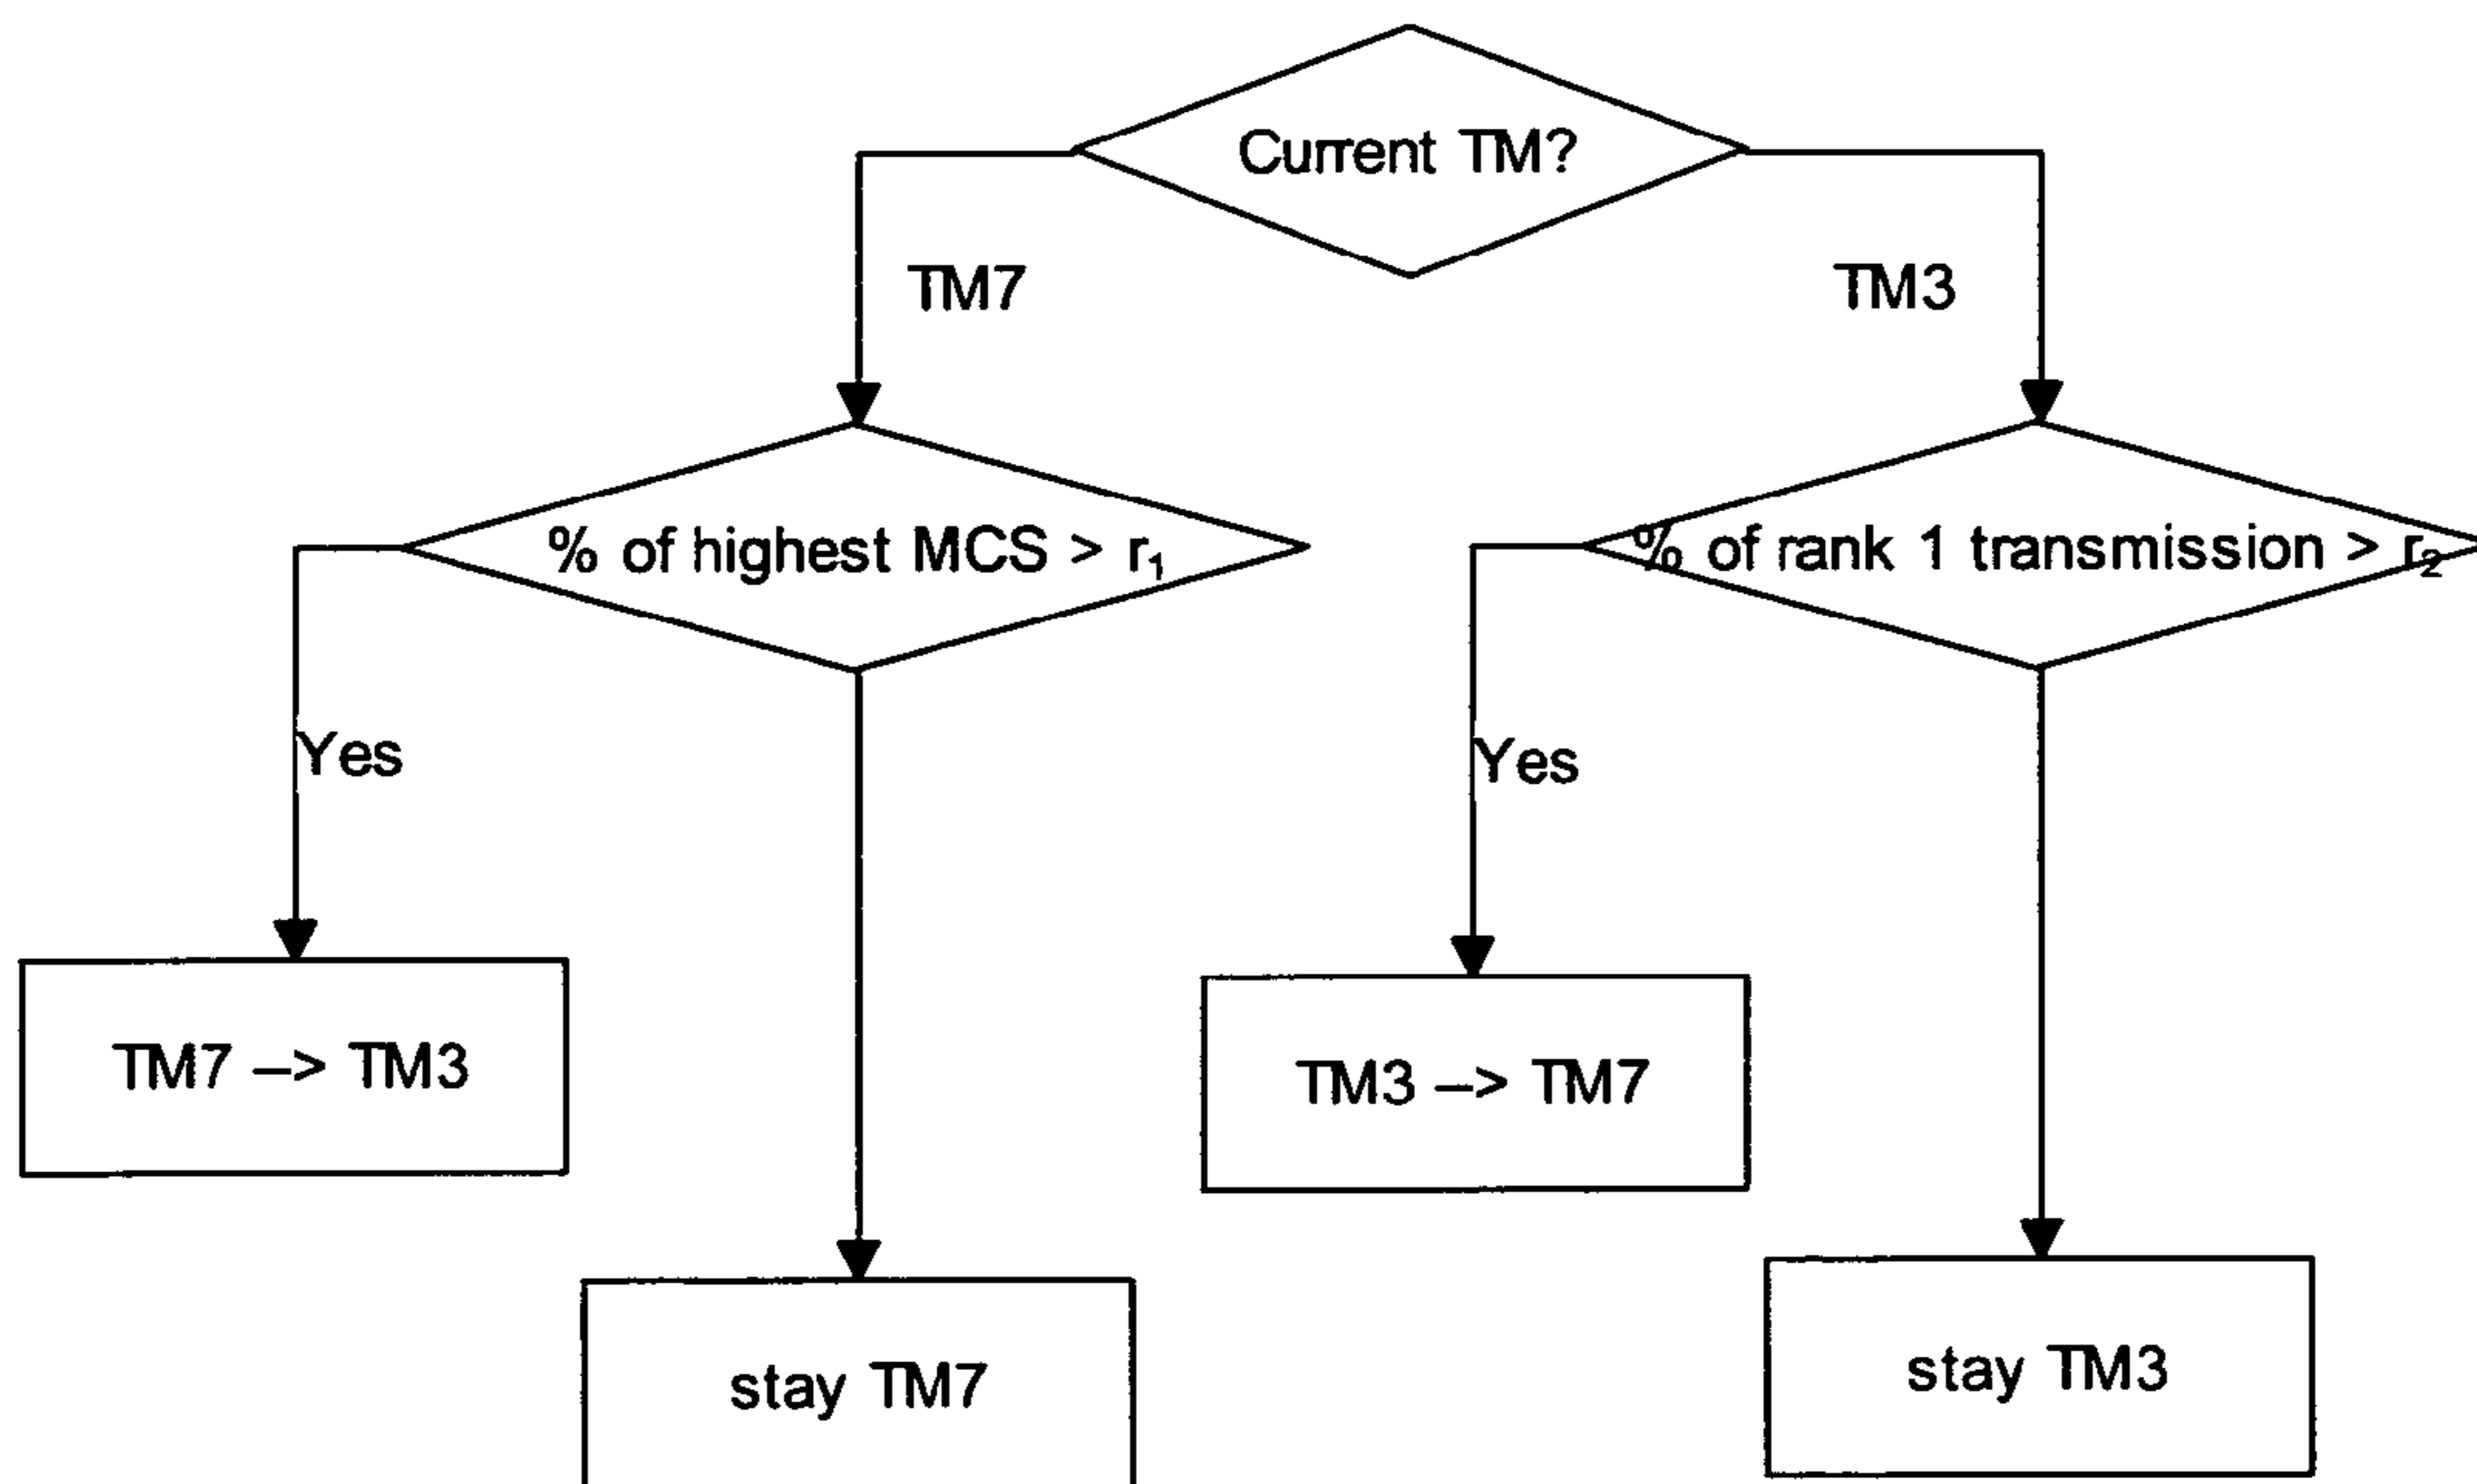 Current TM?
TM7
TM3
% of highest MCS > r₁
% of rank 1 transmission > r₂
Yes
Yes
TM7 –> TM3
TM3 –> TM7
stay TM7
stay TM3